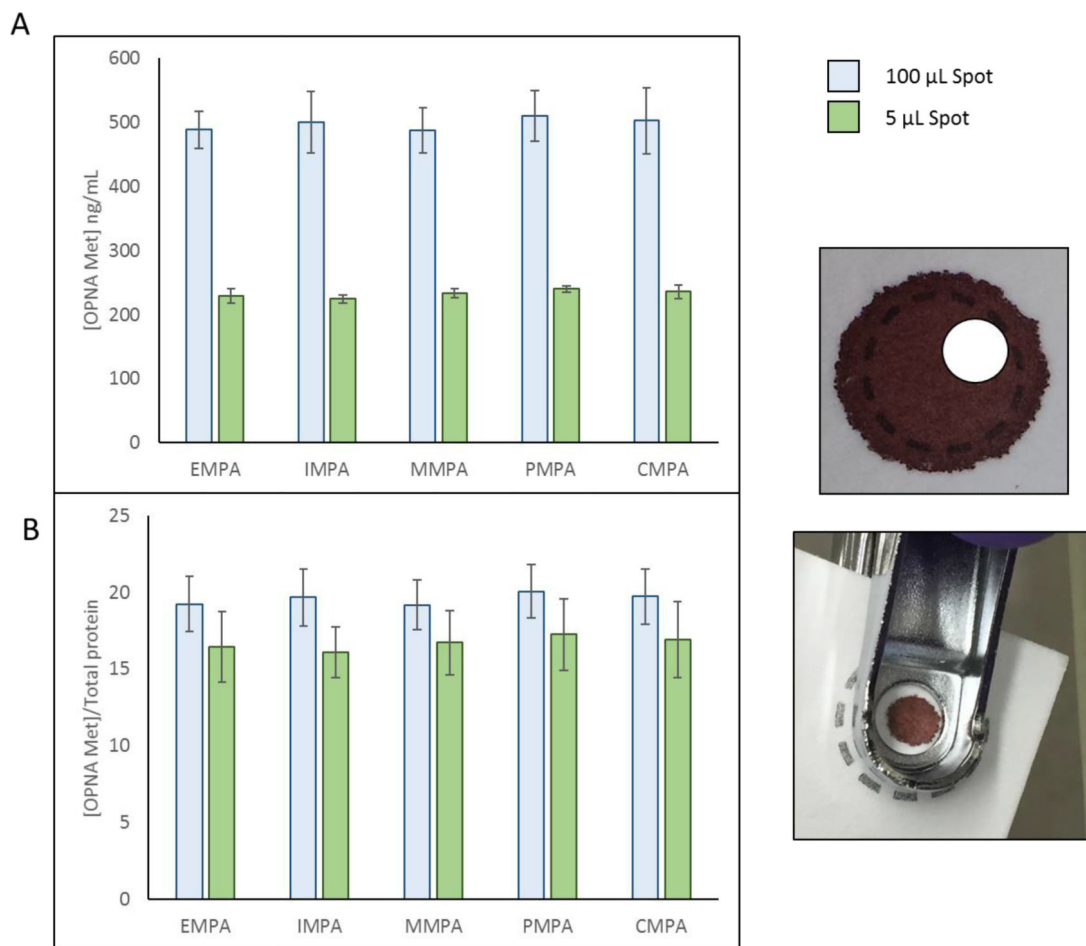 A
600
500
400
300
200
100
0
[OPNA Met] ng/mL
EMPA IMPA MMPA PMPA CMPA
100 µL Spot
5 µL Spot
B
25
20
15
10
5
0
[OPNA Met]/Total protein
EMPA IMPA MMPA PMPA CMPA